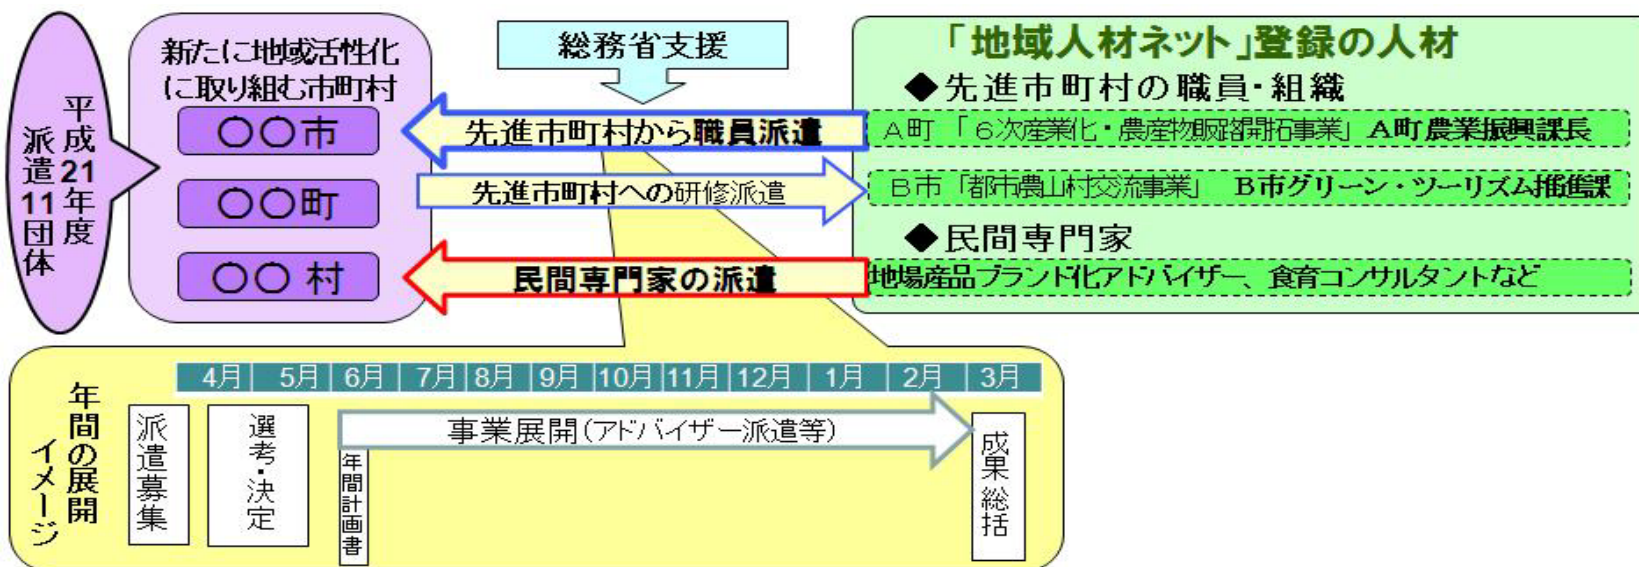 平成21年度
派遣11団体
新たに地域活性化
に取り組む市町村
〇〇市
〇〇町
〇〇 村
総務省支援
先進市町村から職員派遣
先進市町村への研修派遣
民間専門家の派遣
「地域人材ネット」登録の人材
◆先進市町村の職員・組織
A町 「6次産業化・農産物販路開拓事業」 A町農業振興課長
B市「都市農山村交流事業」 B市グリーン・ツーリズム推進課
◆民間専門家
地場産品ブランド化アドバイザー、食育コンサルタントなど
年間の展開
イメージ
4月 5月 6月 7月 8月 9月 10月 11月 12月 1月 2月 3月
派遣募集
選考・決定
年間計画書
事業展開(アドバイザー派遣等)
成果総括